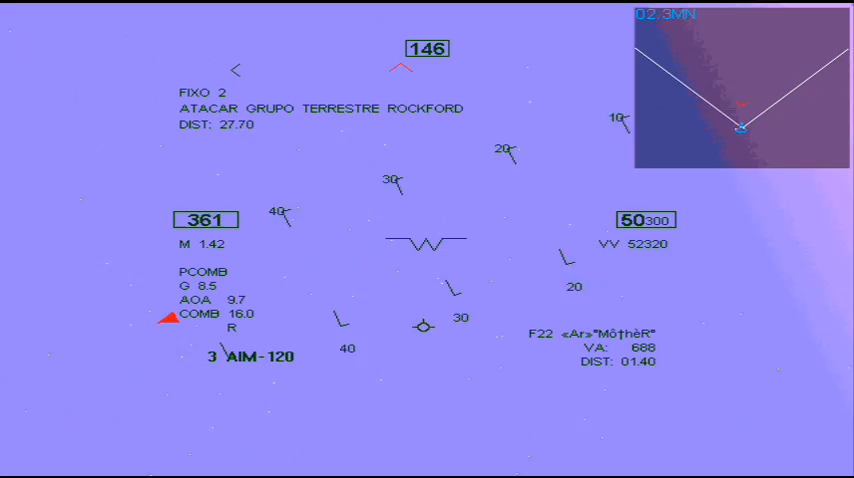 02.3MN
146
FIXO 2
ATACAR GRUPO TERRESTRE ROCKFORD
DIST: 27.70
10
20
30
40
361
50300
M 1.42
VV 52320
PCOMB
G 8.5
AOA 9.7
COMB 16.0
R
20
30
40
3 AIM-120
F22 «Ar»"Mô†hèR"
VA: 688
DIST: 01.40